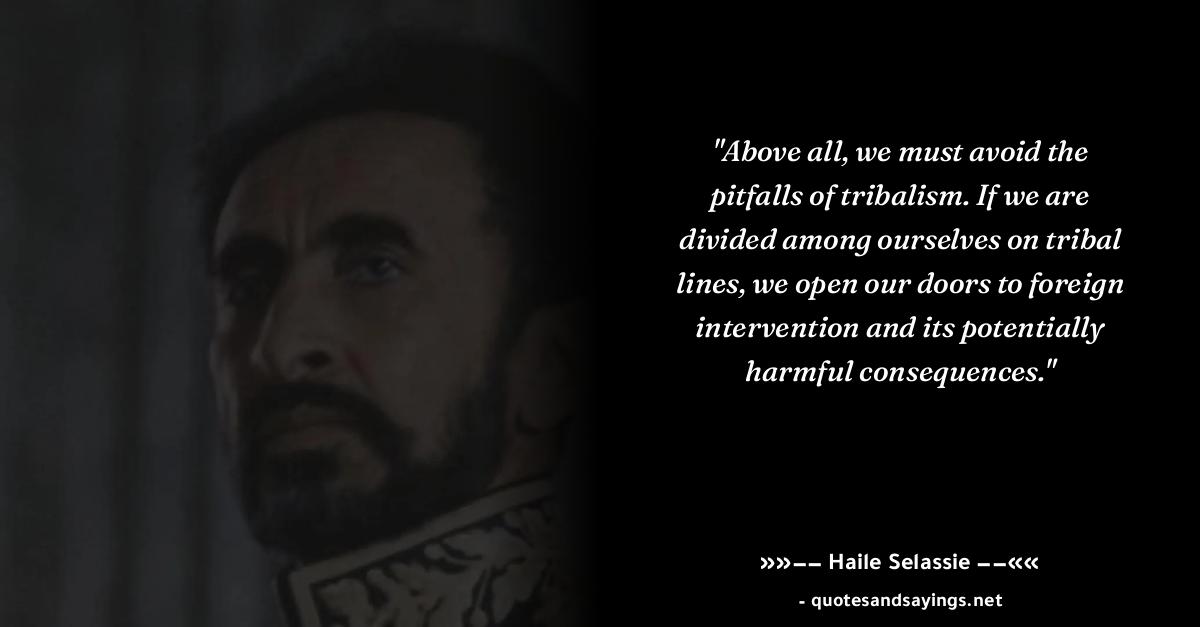 "Above all, we must avoid the
pitfalls of tribalism. If we are
divided among ourselves on tribal
lines, we open our doors to foreign
intervention and its potentially
harmful consequences."
»»−− Haile Selassie −−««
- quotesandsayings.net